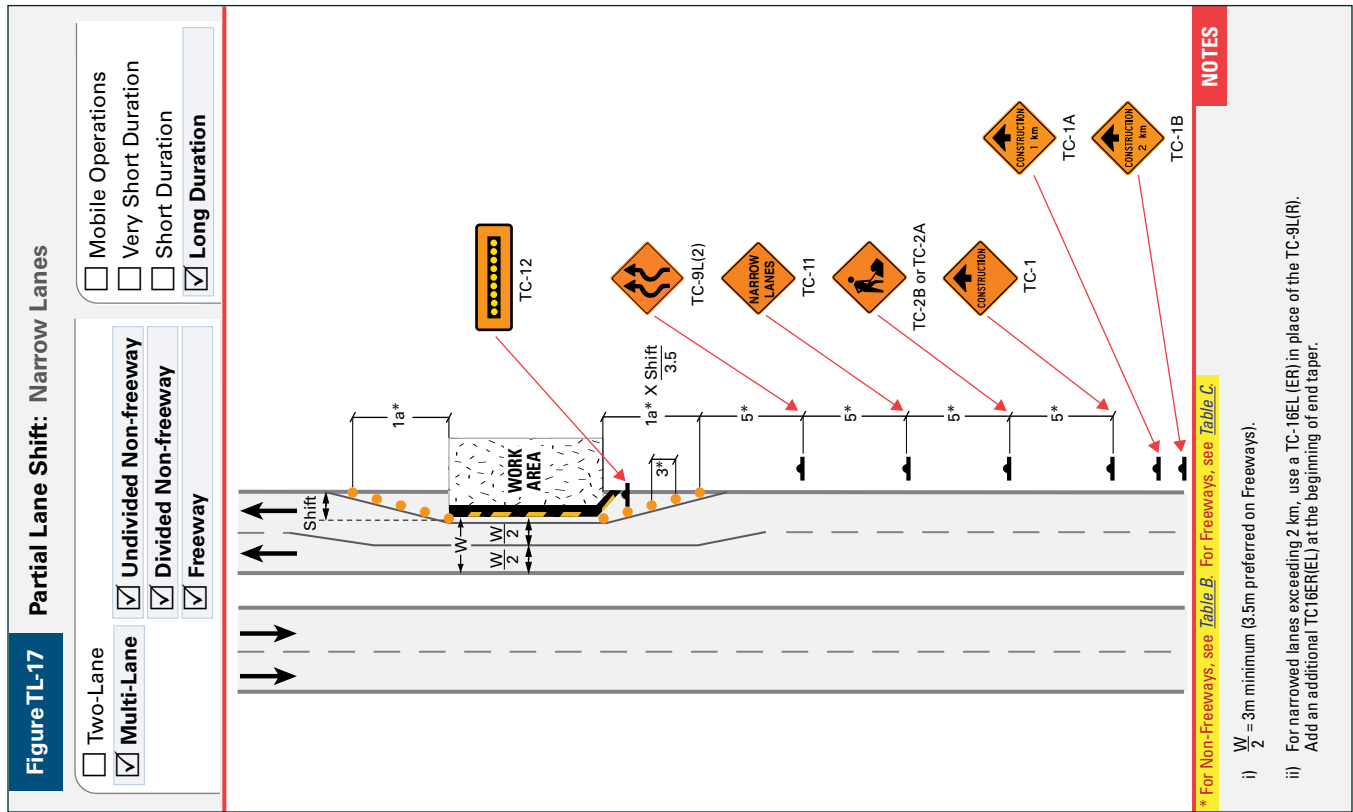 Figure TL-17 Partial Lane Shift: Narrow Lanes
Two-Lane
Multi-Lane
Undivided Non-freeway
Divided Non-freeway
Freeway
Mobile Operations
Very Short Duration
Short Duration
Long Duration
Shift
1a*
W
W
2
W
2
WORK
AREA
1a* X Shift
3.5
3*
5*
5*
5*
5*
TC-12
TC-9L(2)
NARROW
LANES
TC-11
TC-2B or TC-2A
CONSTRUCTION
TC-1
CONSTRUCTION
1 km
TC-1A
CONSTRUCTION
2 km
TC-1B
NOTES
* For Non-Freeways, see Table B. For Freeways, see Table C.
i) W/2 = 3m minimum (3.5m preferred on Freeways).
ii) For narrowed lanes exceeding 2 km, use a TC-16EL (ER) in place of the TC-9L(R).
Add an additional TC16ER(EL) at the beginning of end taper.